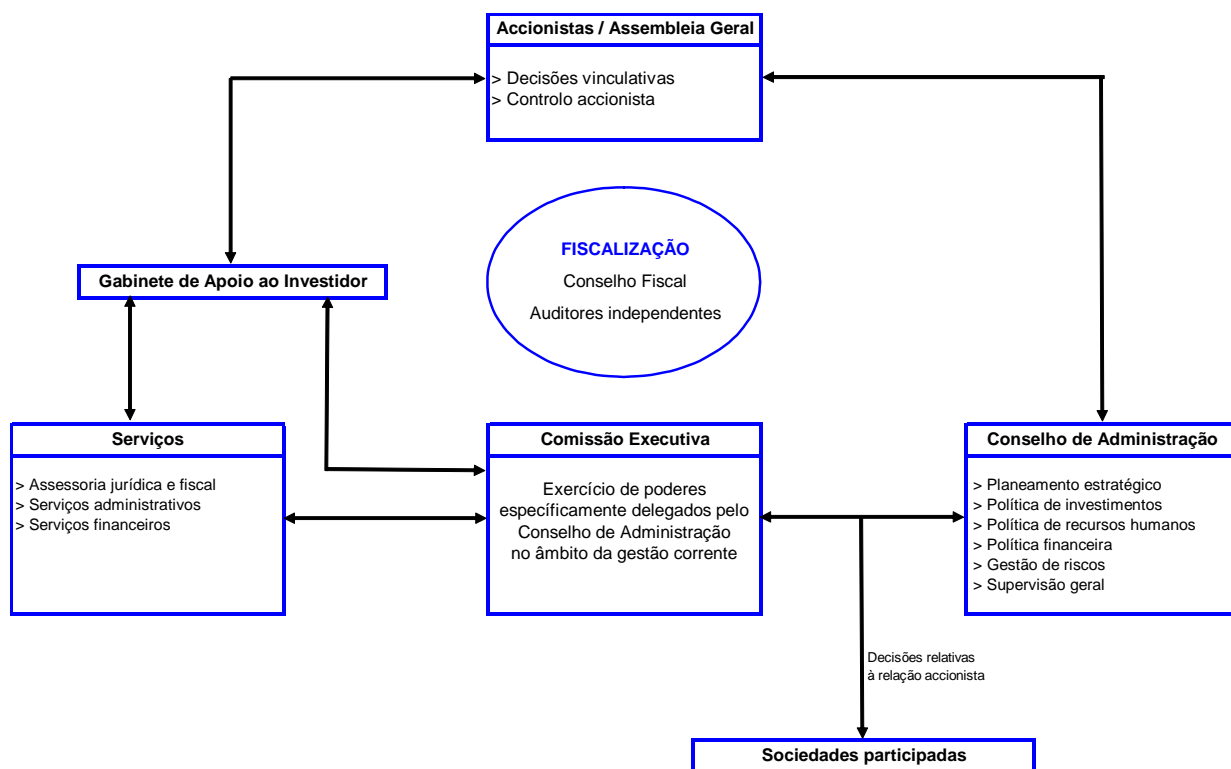 Accionistas / Assembleia Geral
> Decisões vinculativas
> Controlo accionista
FISCALIZAÇÃO
Conselho Fiscal
Auditores independentes
Gabinete de Apoio ao Investidor
Serviços
> Assessoria jurídica e fiscal
> Serviços administrativos
> Serviços financeiros
Comissão Executiva
Exercício de poderes
específicamente delegados pelo
Conselho de Administração
no âmbito da gestão corrente
Conselho de Administração
> Planeamento estratégico
> Política de investimentos
> Política de recursos humanos
> Política financeira
> Gestão de riscos
> Supervisão geral
Decisões relativas
à relação accionista
Sociedades participadas